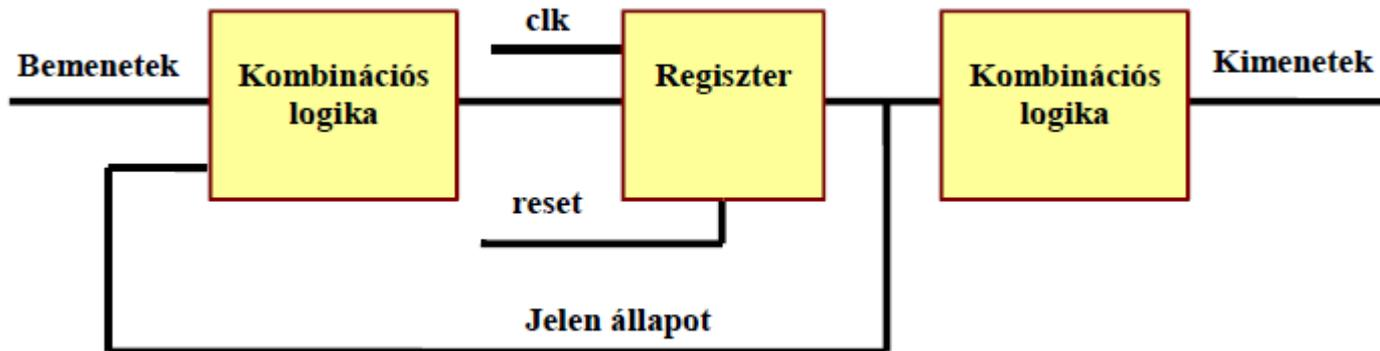 clk
Bemenetek
Kombinációs
logika
Regiszter
Kombinációs
logika
Kimenetek
reset
Jelen állapot